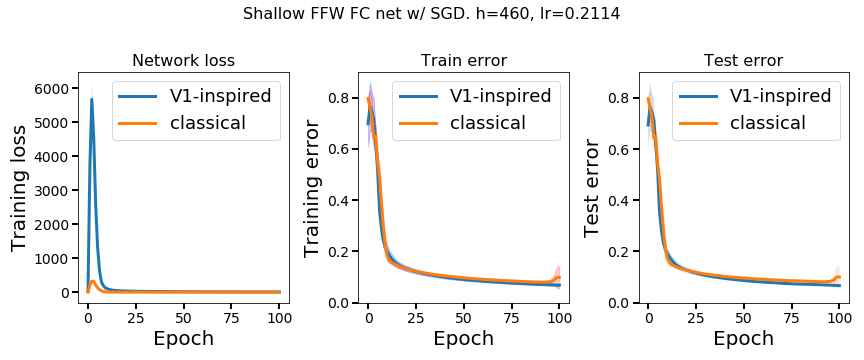 Shallow FFW FC net w/ SGD. h=460, lr=0.2114
Network loss
Training loss
6000
5000
4000
3000
2000
1000
0
V1-inspired
classical
0 25 50 75 100
Epoch
Train error
Training error
0.8
0.6
0.4
0.2
0.0
V1-inspired
classical
0 25 50 75 100
Epoch
Test error
Test error
0.8
0.6
0.4
0.2
0.0
V1-inspired
classical
0 25 50 75 100
Epoch